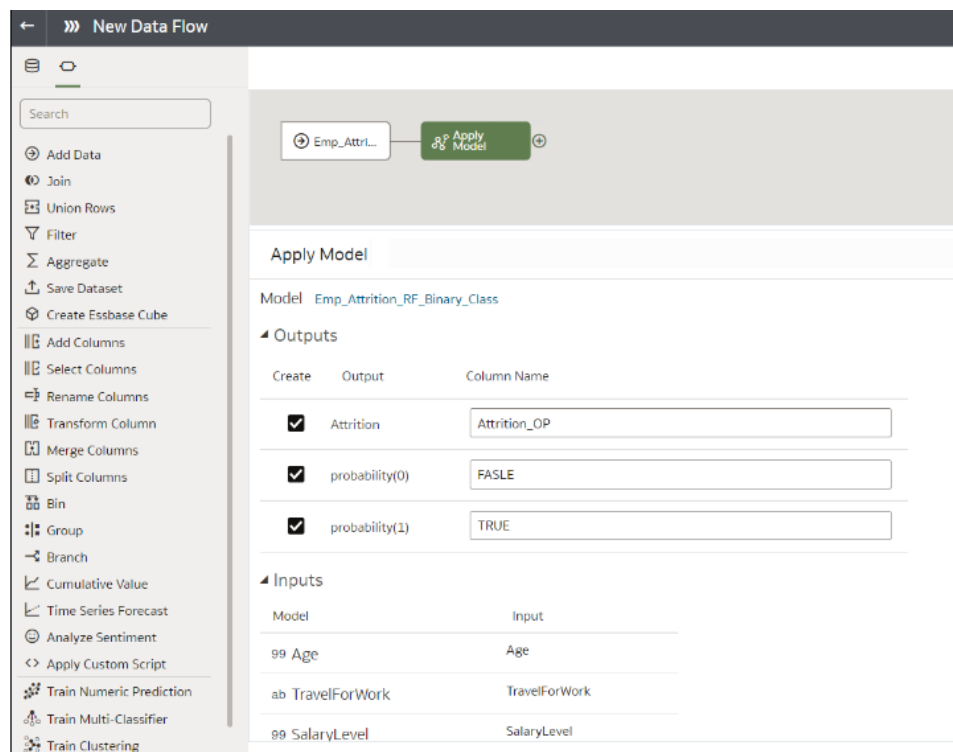 New Data Flow
Search
Add Data
Join
Union Rows
Filter
Aggregate
Save Dataset
Create Essbase Cube
Add Columns
Select Columns
Rename Columns
Transform Column
Merge Columns
Split Columns
Bin
Group
Branch
Cumulative Value
Time Series Forecast
Analyze Sentiment
Apply Custom Script
Train Numeric Prediction
Train Multi-Classifier
Train Clustering
Emp_Attri...
Apply
Model
Apply Model
Model Emp_Attrition_RF_Binary_Class
Outputs
Create Output Column Name
Attrition Attrition_OP
probability(0) FASLE
probability(1) TRUE
Inputs
Model Input
99 Age Age
ab TravelForWork TravelForWork
99 SalaryLevel SalaryLevel